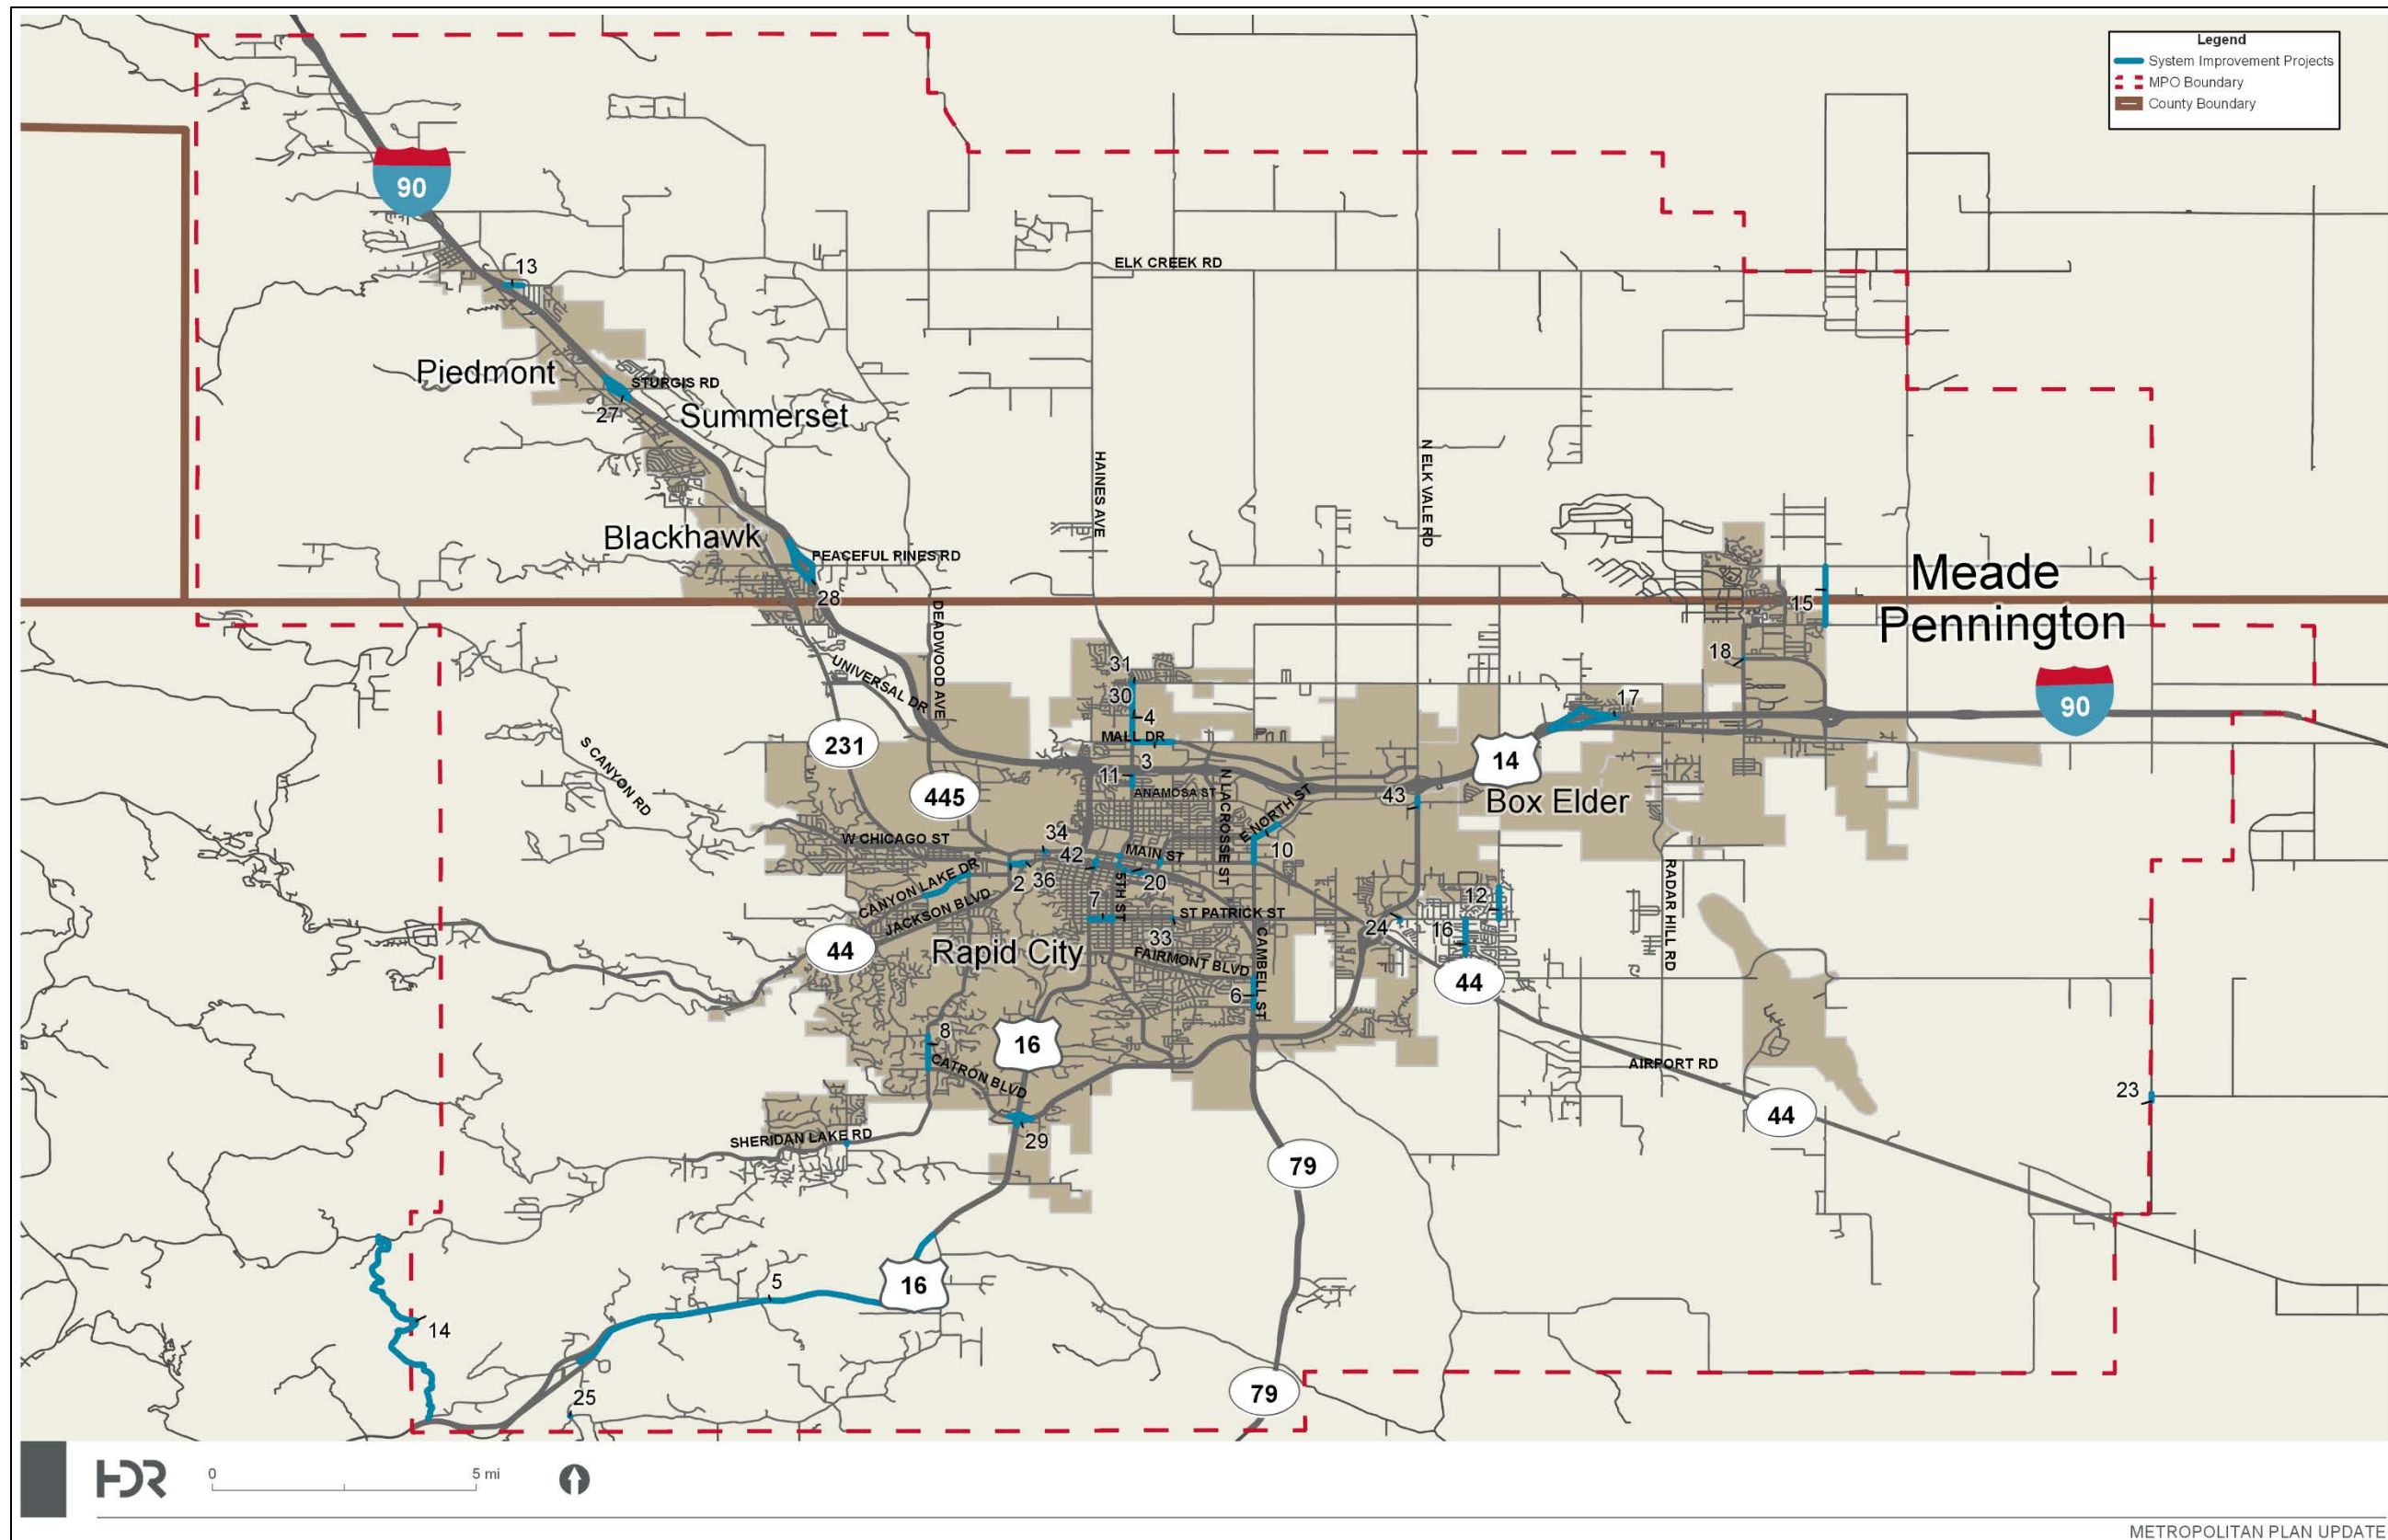 Legend
System Improvement Projects
MPO Boundary
County Boundary
90
13
ELK CREEK RD
Piedmont
STURGIS RD
27
Summerset
HAINES AVE
N ELK VALE RD
Blackhawk
PEACEFUL PINES RD
28
DEADWOOD AVE
Meade
15
Pennington
18
31
UNIVERSAL DR
30
17
90
4
MALL DR
231
S CANYON RD
3
14
11
445
ANAMOSA ST
N LACROSSE ST
43
Box Elder
E NORTH ST
34
W CHICAGO ST
42
MAIN ST
10
CANYON LAKE DR
2
36
20
5TH ST
RADAR HILL RD
7
12
JACKSON BLVD
ST PATRICK ST
24
16
33
44
Rapid City
FAIRMONT BLVD
CAMBELL ST
44
6
8
16
CATRON BLVD
AIRPORT RD
23
44
SHERIDAN LAKE RD
29
79
5
16
14
25
79
HDR
0
5 mi
METROPOLITAN PLAN UPDATE